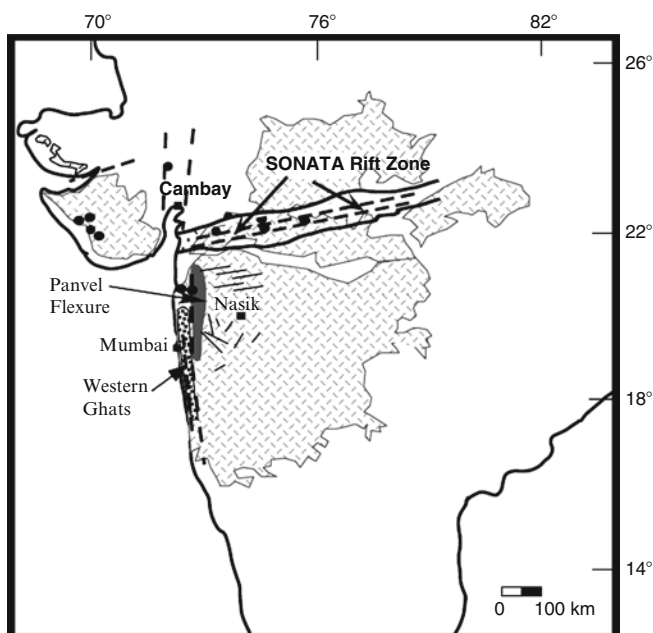 70°
76°
82°
26°
SONATA Rift Zone
Cambay
22°
Panvel
Flexure
Nasik
Mumbai
Western
Ghats
18°
14°
0 100 km